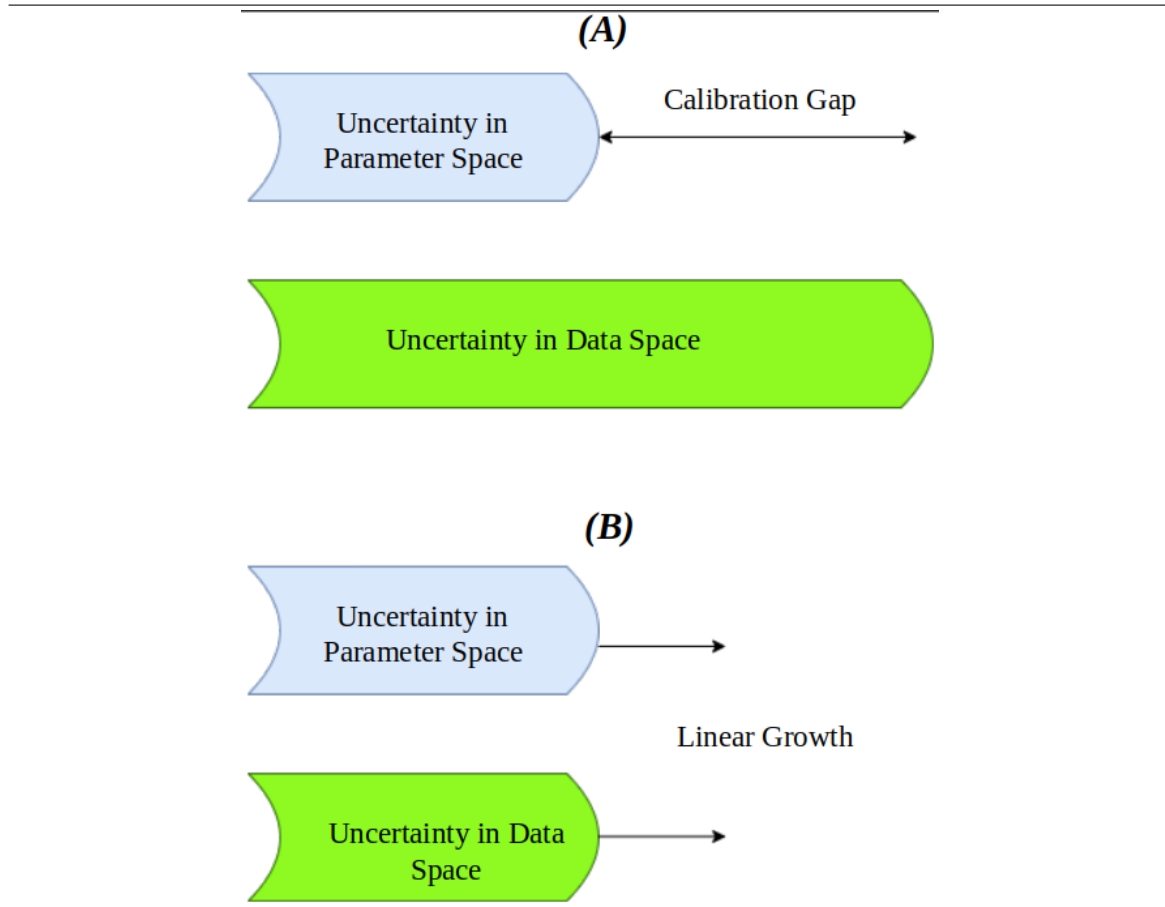 (A)
Uncertainty in
Parameter Space
Calibration Gap
Uncertainty in Data Space
(B)
Uncertainty in
Parameter Space
Linear Growth
Uncertainty in Data
Space